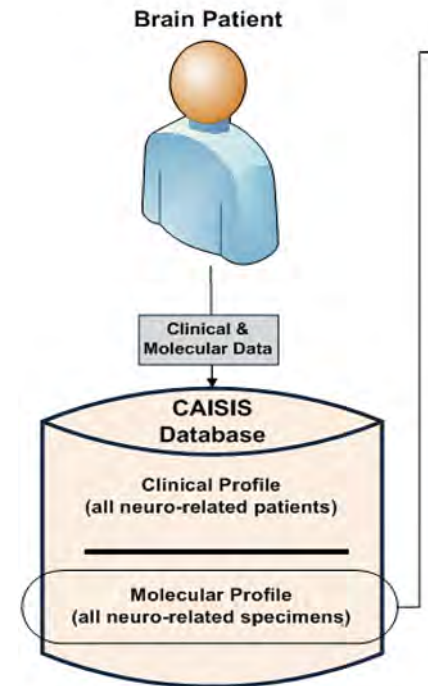 Brain Patient
Clinical &
Molecular Data
CAISIS
Database
Clinical Profile
(all neuro-related patients)
Molecular Profile
(all neuro-related specimens)